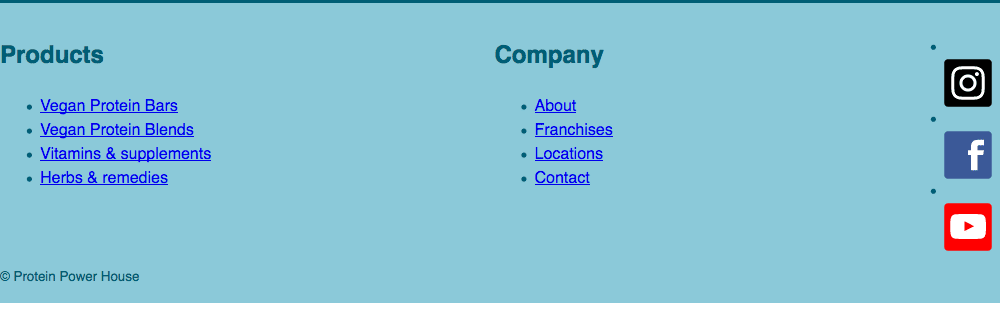 Products
Vegan Protein Bars
Vegan Protein Blends
Vitamins & supplements
Herbs & remedies
Company
About
Franchises
Locations
Contact
f
© Protein Power House